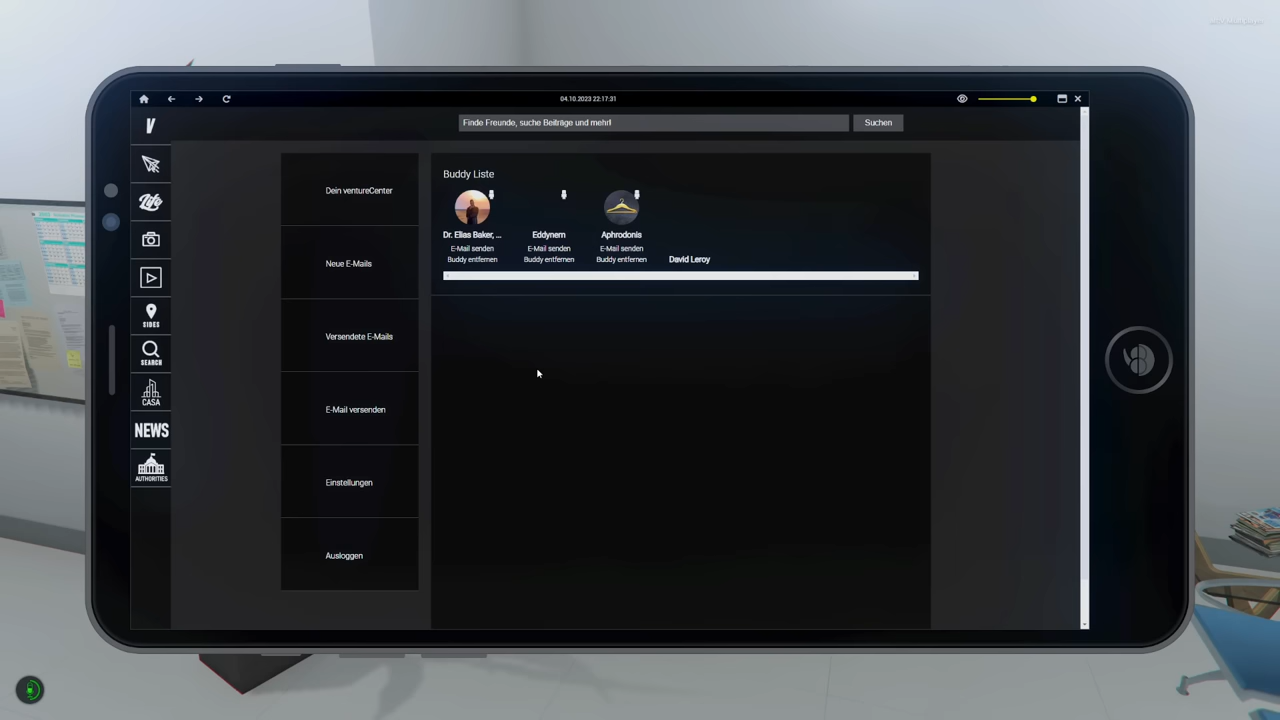 04.10.2023 22:17:31
Finde Freunde, suche Beiträge und mehr!
Suchen
V
Life
SIDES
SEARCH
CASA
NEWS
AUTHORITIES
Dein ventureCenter
Neue E-Mails
Versendete E-Mails
E-Mail versenden
Einstellungen
Ausloggen
Buddy Liste
Dr. Elias Baker, ...
E-Mail senden
Buddy entfernen
Eddynem
E-Mail senden
Buddy entfernen
Aphrodonis
E-Mail senden
Buddy entfernen
David Leroy